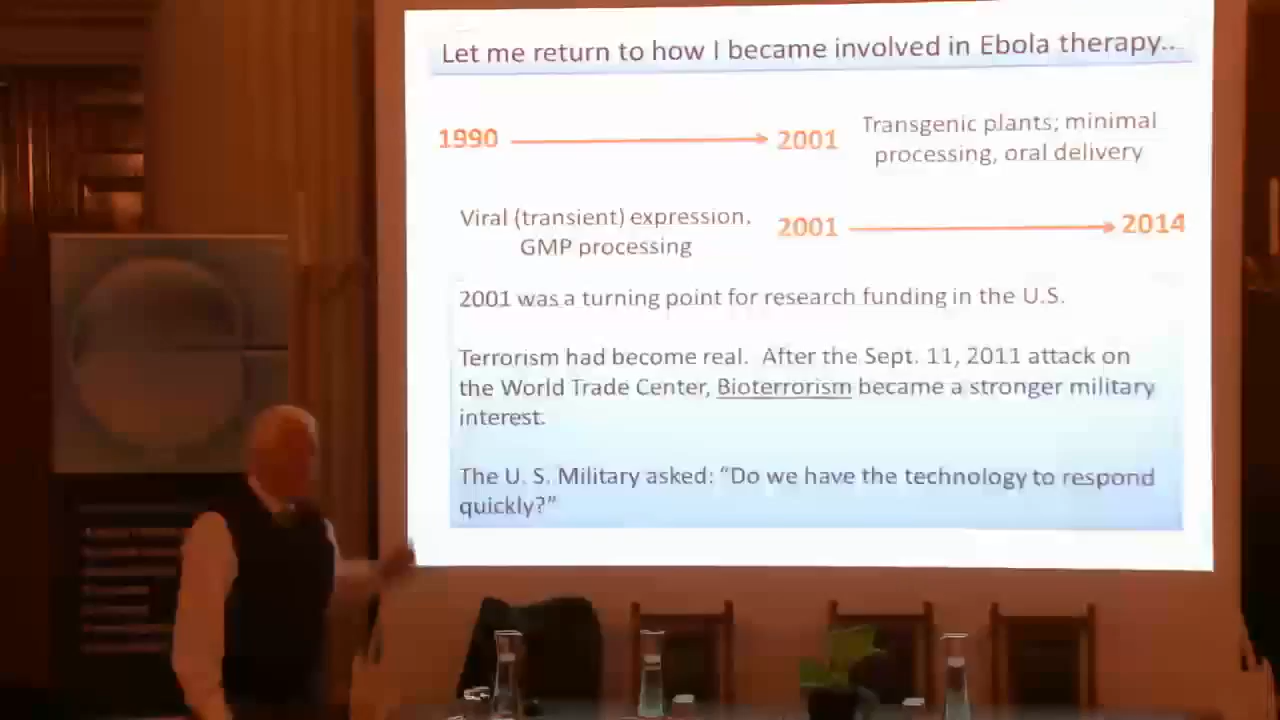 Let me return to how I became involved in Ebola therapy...
1990
2001
Transgenic plants; minimal
processing, oral delivery
Viral (transient) expression.
GMP processing
2001
2014
2001 was a turning point for research funding in the U.S.
Terrorism had become real. After the Sept. 11, 2011 attack on
the World Trade Center, Bioterrorism became a stronger military
interest.
The U. S. Military asked: “Do we have the technology to respond
quickly?”